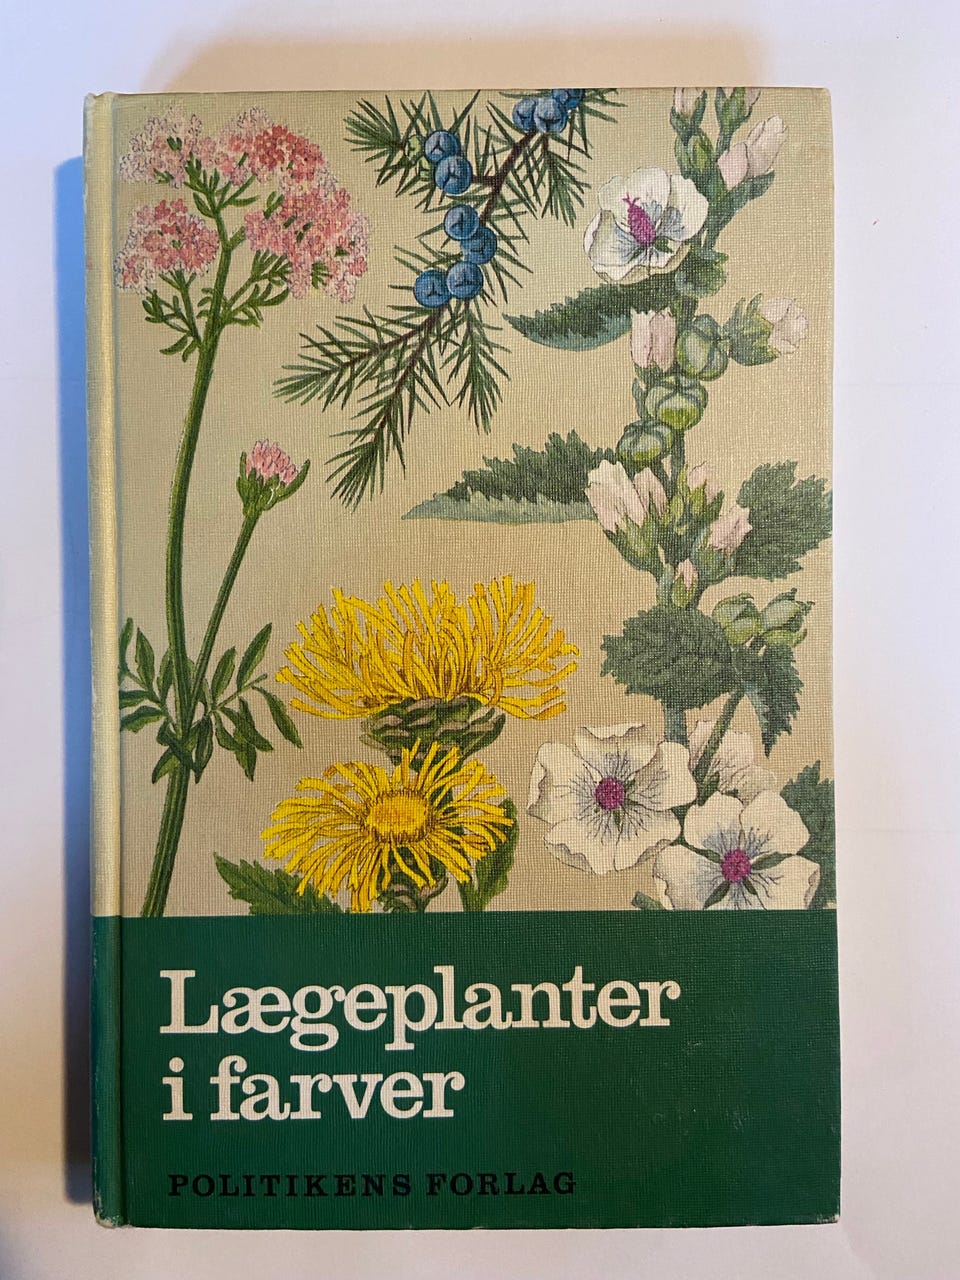 Lægeplanter
i farver
POLITIKENS FORLAG